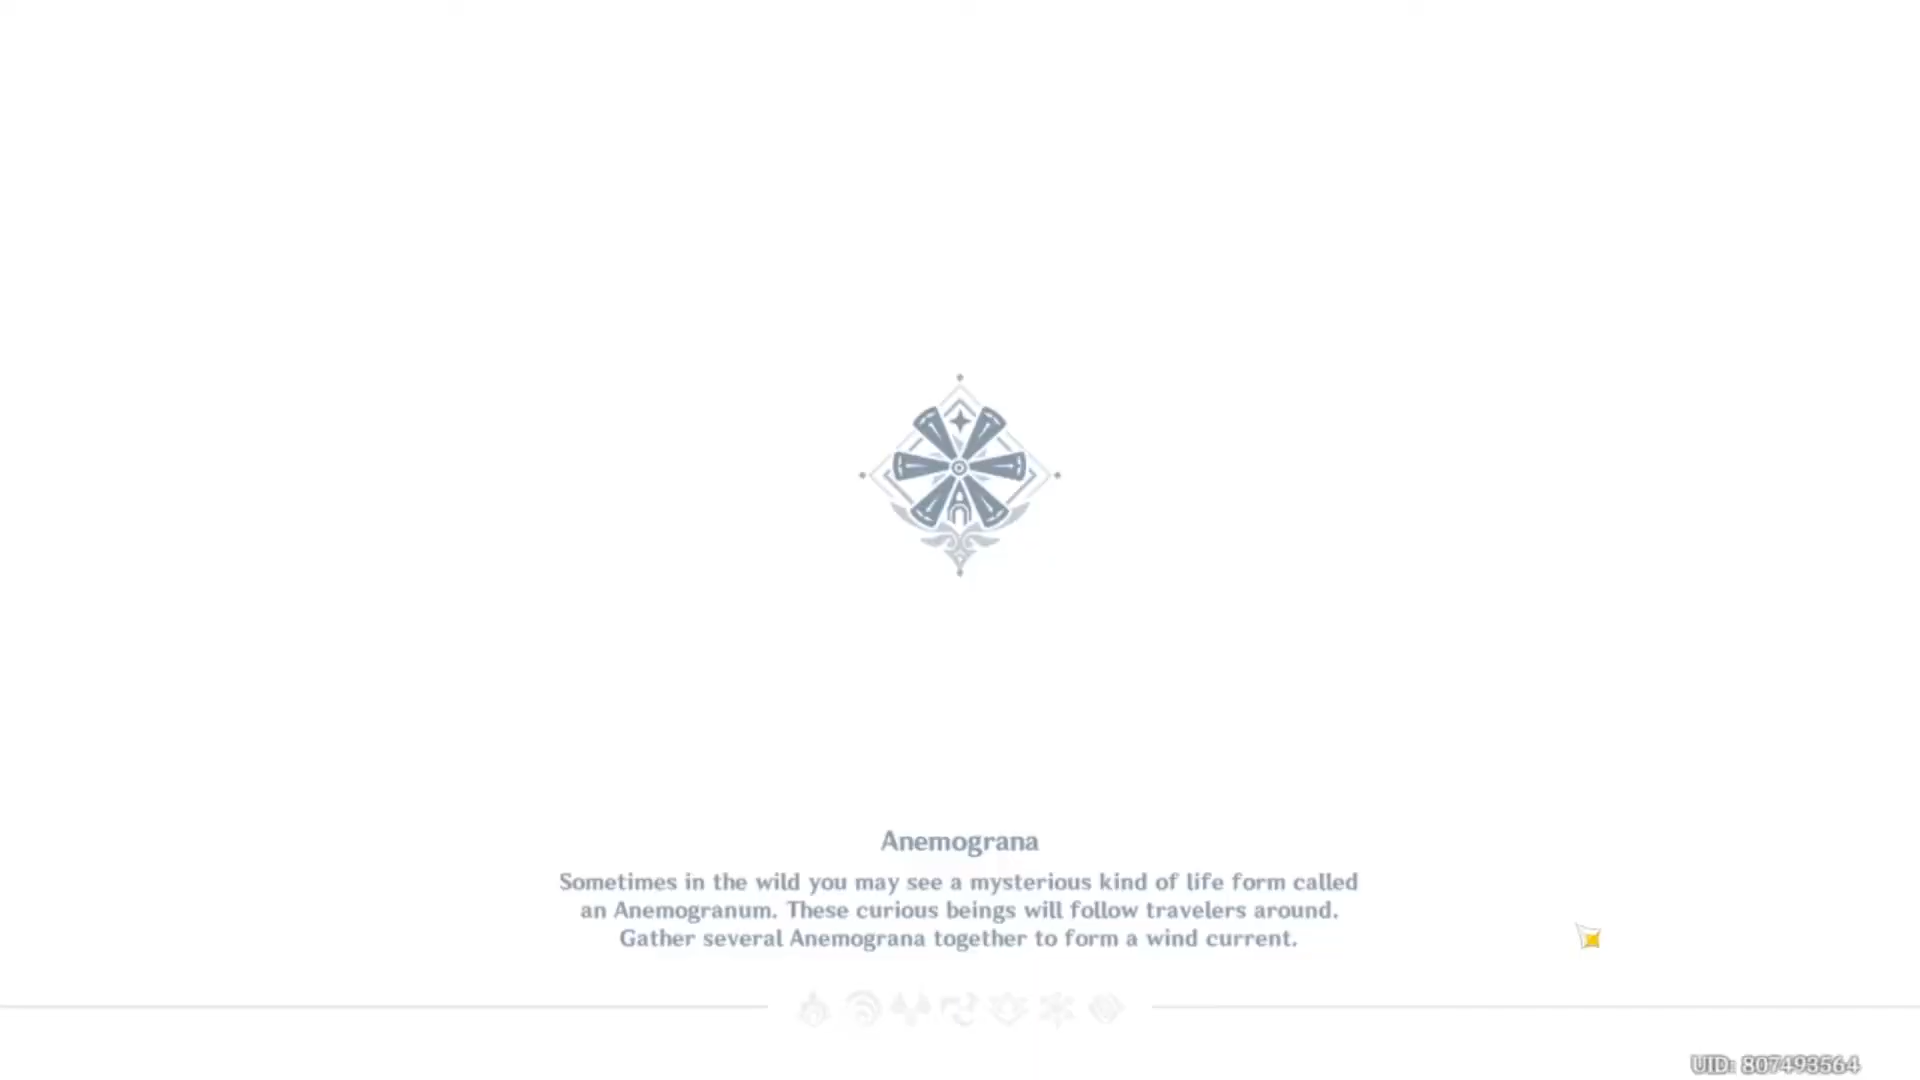 Anemograna
Sometimes in the wild you may see a mysterious kind of life form called
an Anemogranum. These curious beings will follow travelers around.
Gather several Anemograna together to form a wind current.
UID: 807493564